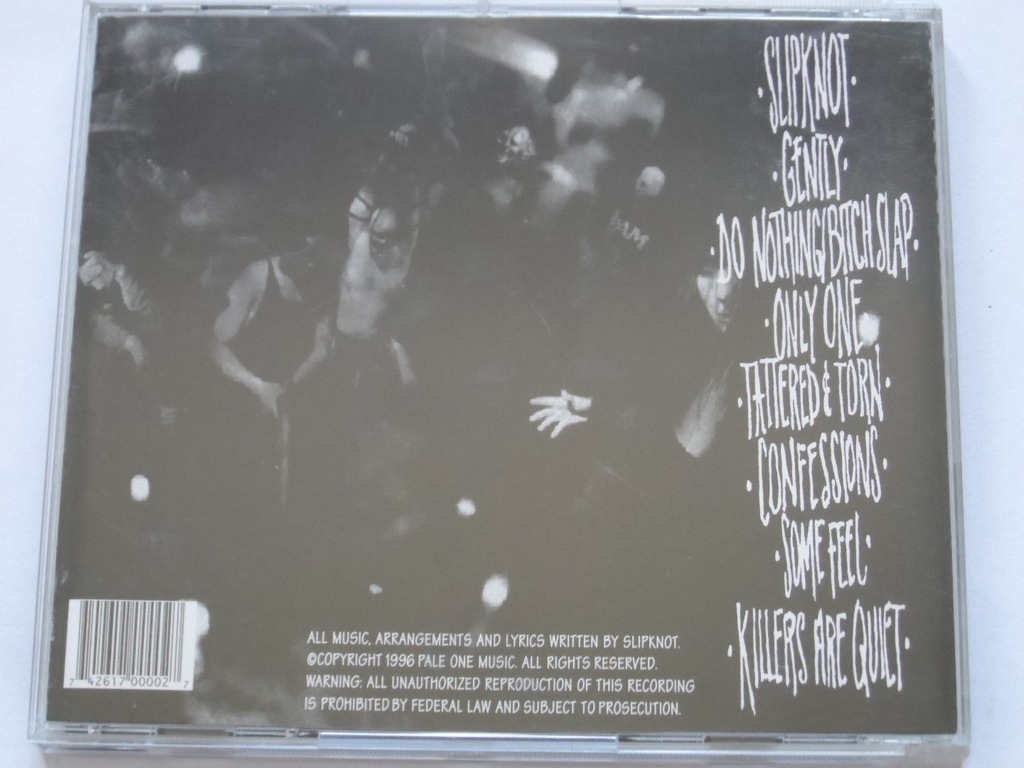 ·SLIPKNOT·
·GENTLY·
·DO NOTHING/BITCH SLAP·
·ONLY ONE·
·TATTERED & TORN·
·CONFESSIONS·
·SOME FEEL·
·KILLERS ARE QUIET·
ALL MUSIC, ARRANGEMENTS AND LYRICS WRITTEN BY SLIPKNOT.
©COPYRIGHT 1996 PALE ONE MUSIC. ALL RIGHTS RESERVED.
WARNING: ALL UNAUTHORIZED REPRODUCTION OF THIS RECORDING
IS PROHIBITED BY FEDERAL LAW AND SUBJECT TO PROSECUTION.
7 42617 00002 7